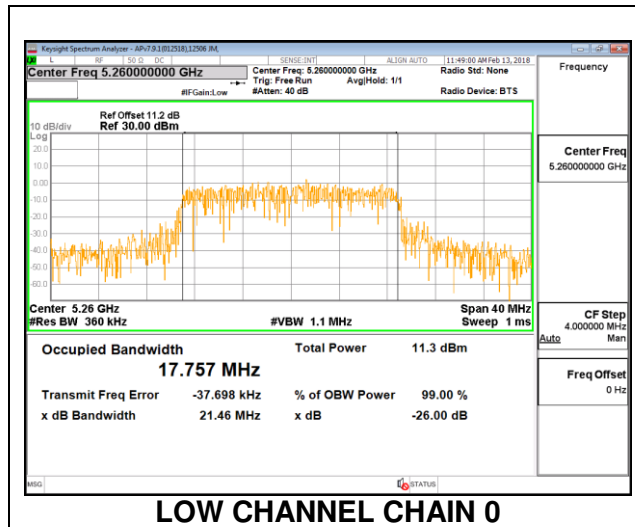 Keysight Spectrum Analyzer - APv7.9.1(012518),12506 JM,
L RF 50 Ω DC SENSE:INT ALIGN AUTO 11:49:00 AM Feb 13, 2018
Center Freq 5.260000000 GHz Center Freq: 5.260000000 GHz Radio Std: None Frequency
Trig: Free Run Avg|Hold: 1/1
#IFGain:Low #Atten: 40 dB Radio Device: BTS
Ref Offset 11.2 dB
10 dB/div Ref 30.00 dBm
Log
20.0
10.0
0.00
-10.0
-20.0
-30.0
-40.0
-50.0
-60.0
Center Freq
5.260000000 GHz
Center 5.26 GHz Span 40 MHz
#Res BW 360 kHz #VBW 1.1 MHz Sweep 1 ms
CF Step
4.000000 MHz
Auto Man
Occupied Bandwidth Total Power 11.3 dBm
17.757 MHz
Freq Offset
0 Hz
Transmit Freq Error -37.698 kHz % of OBW Power 99.00 %
x dB Bandwidth 21.46 MHz x dB -26.00 dB
MSG STATUS
LOW CHANNEL CHAIN 0